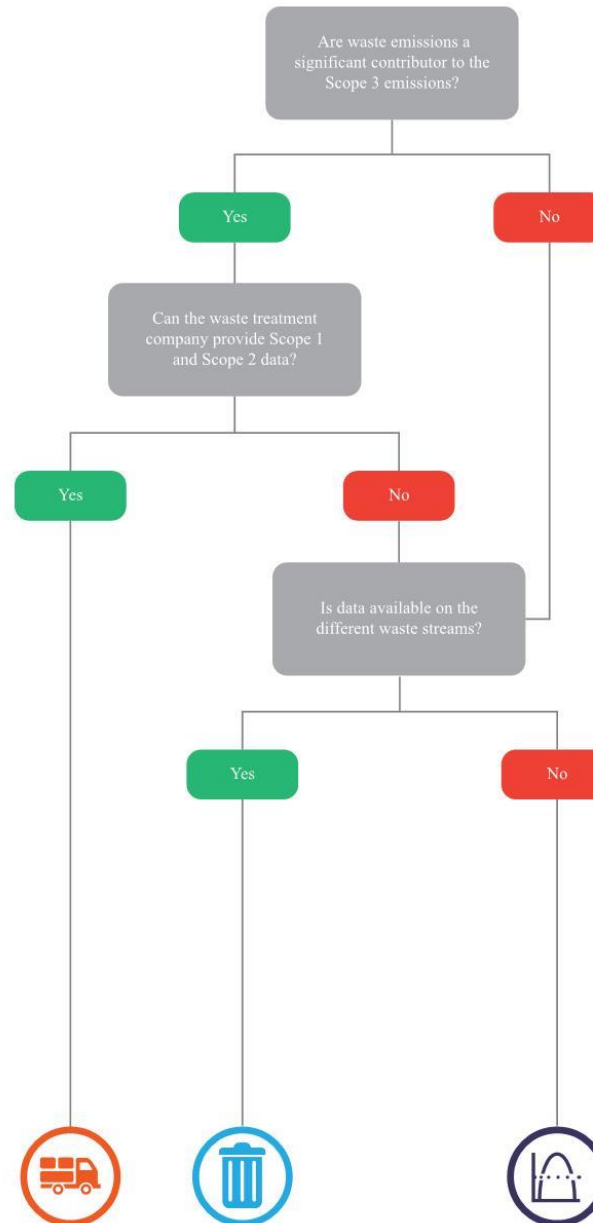 Are waste emissions a
significant contributor to the
Scope 3 emissions?
Yes
No
Can the waste treatment
company provide Scope 1
and Scope 2 data?
Yes
No
Is data available on the
different waste streams?
Yes
No